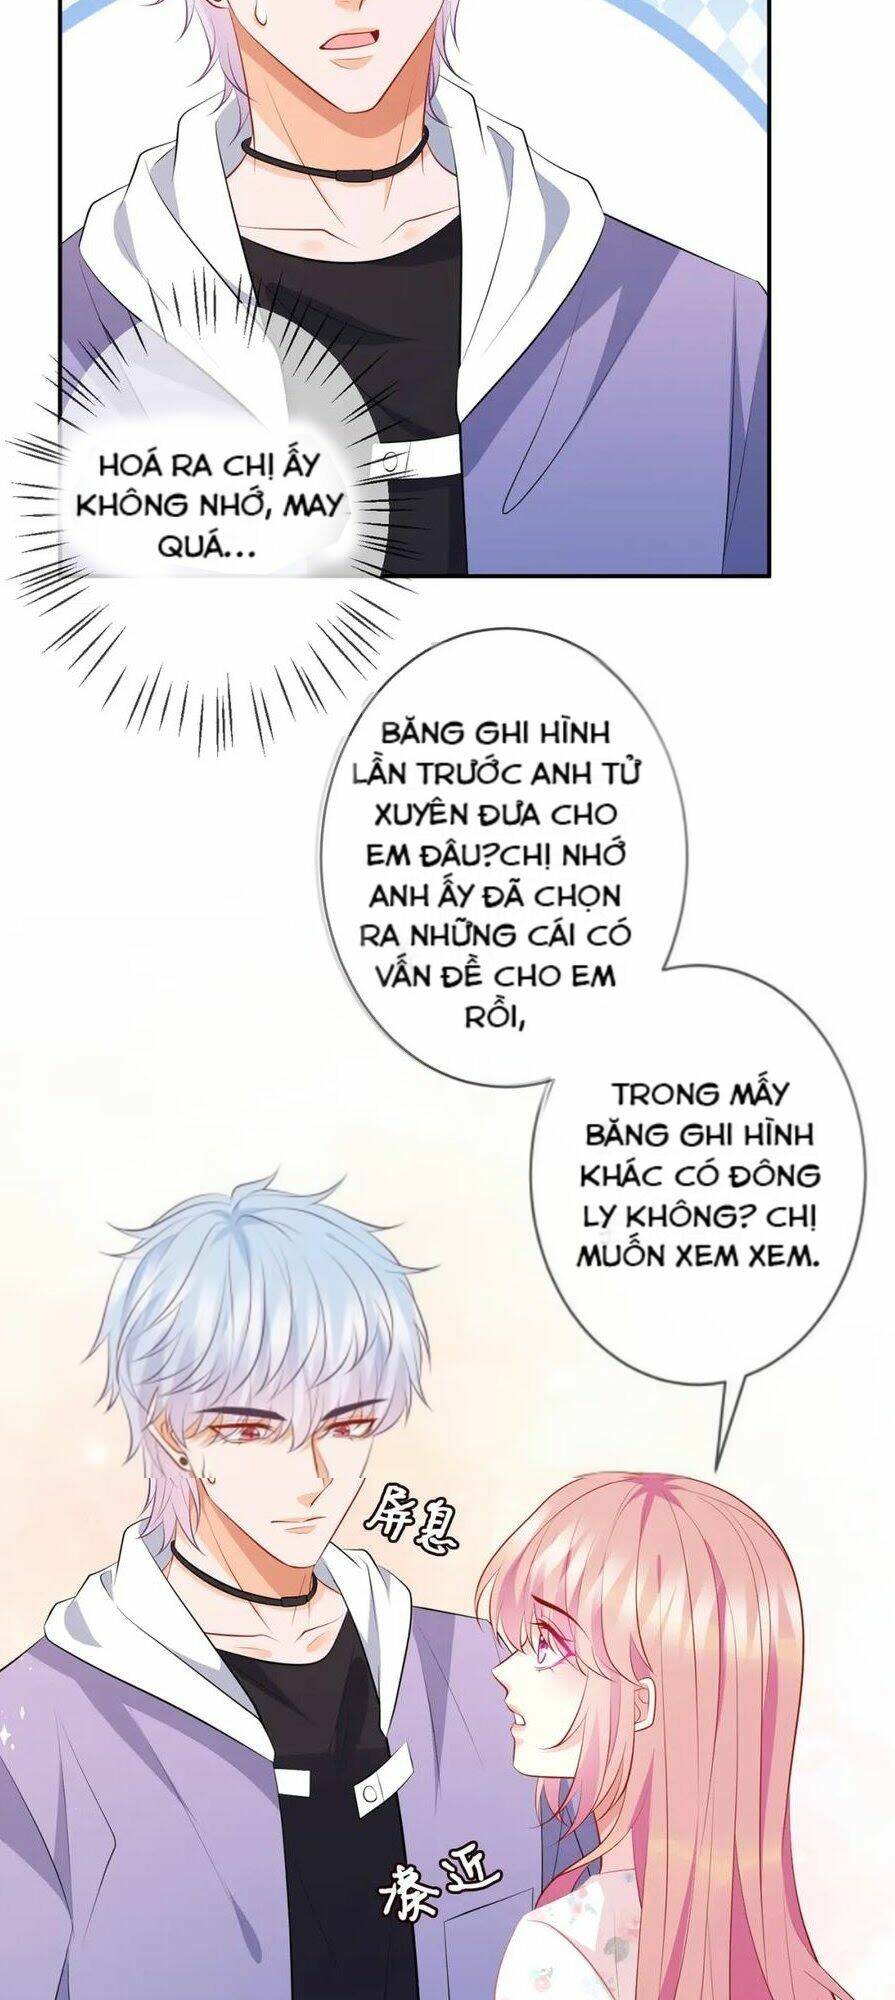 HOÁ RA CHỊ ẤY
KHÔNG NHỚ, MAY
QUÁ...
BĂNG GHI HÌNH
LẦN TRƯỚC ANH TỬ
XUYÊN ĐƯA CHO
EM ĐÂU?CHỊ NHỚ
ANH ẤY ĐÃ CHỌN
RA NHỮNG CÁI CÓ
VẤN ĐỀ CHO EM
RỒI,
TRONG MẤY
BĂNG GHI HÌNH
KHÁC CÓ ĐÔNG
LY KHÔNG? CHỊ
MUỐN XEM XEM.
屏息
凑近